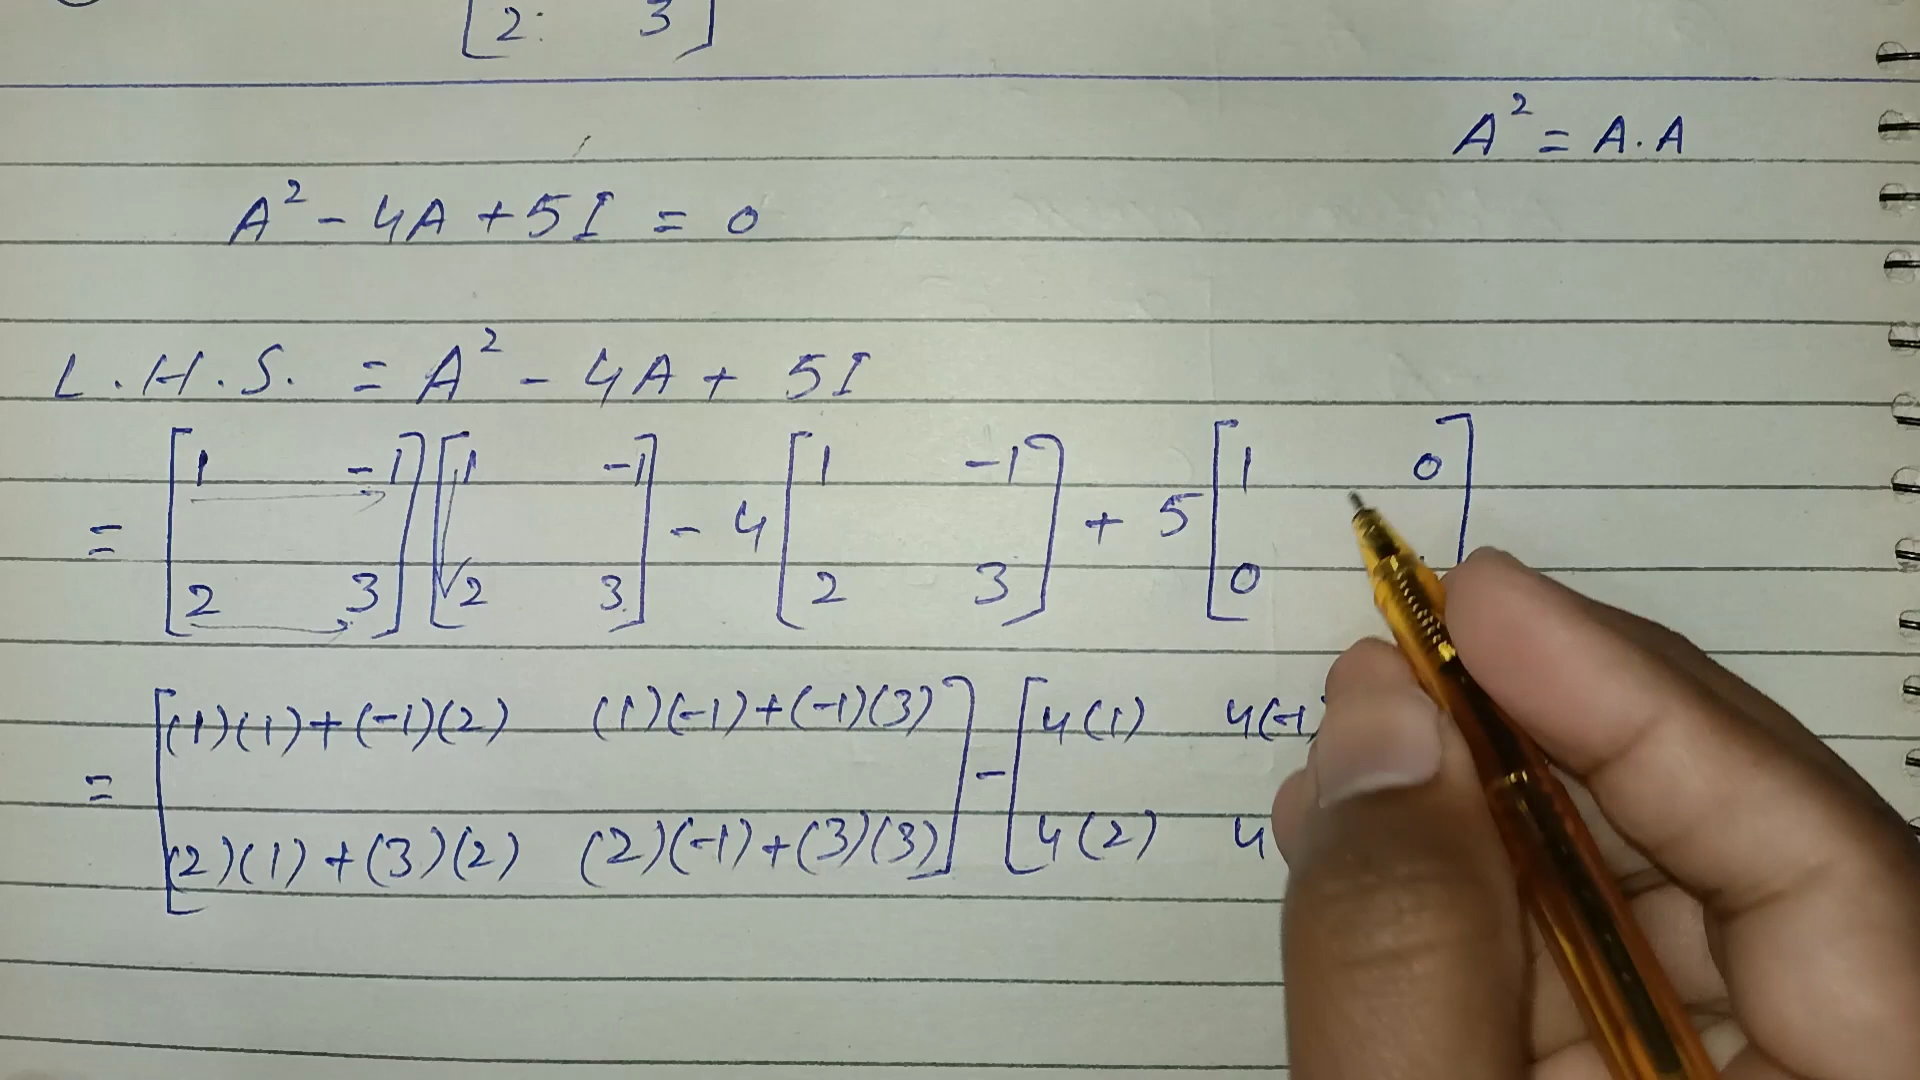 [2 3]
A² = A.A
A² - 4A + 5I = 0
L.H.S. = A² - 4A + 5I
= [1 -1 [1 -1 - 4 [1 -1 + 5 [1 0
2 3] 2 3] 2 3] 0
= [(1)(1)+(-1)(2) (1)(-1)+(-1)(3) - [4(1) 4(-1)
(2)(1)+(3)(2) (2)(-1)+(3)(3)] 4(2) 4